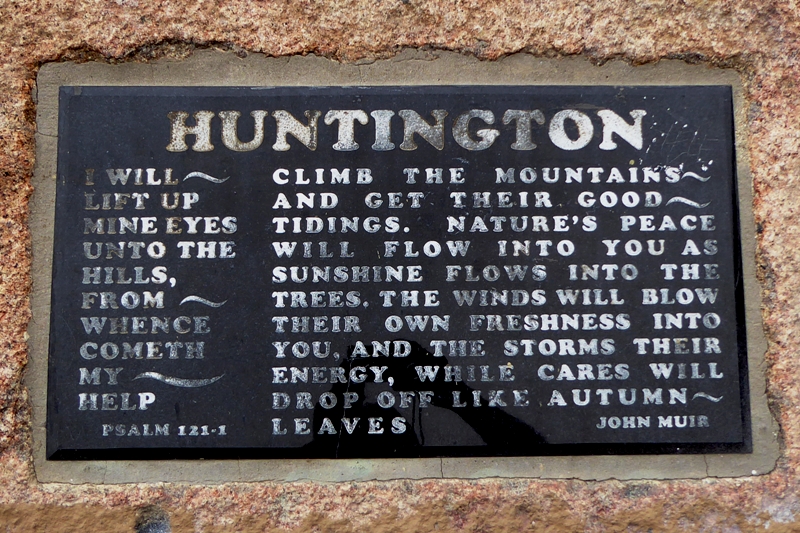 HUNTINGTON
I WILL
LIFT UP
MINE EYES
UNTO THE
HILLS,
FROM
WHENCE
COMETH
MY
HELP
PSALM 121-1
CLIMB THE MOUNTAINS
AND GET THEIR GOOD
TIDINGS. NATURE'S PEACE
WILL FLOW INTO YOU AS
SUNSHINE FLOWS INTO THE
TREES. THE WINDS WILL BLOW
THEIR OWN FRESHNESS INTO
YOU, AND THE STORMS THEIR
ENERGY, WHILE CARES WILL
DROP OFF LIKE AUTUMN
LEAVES
JOHN MUIR